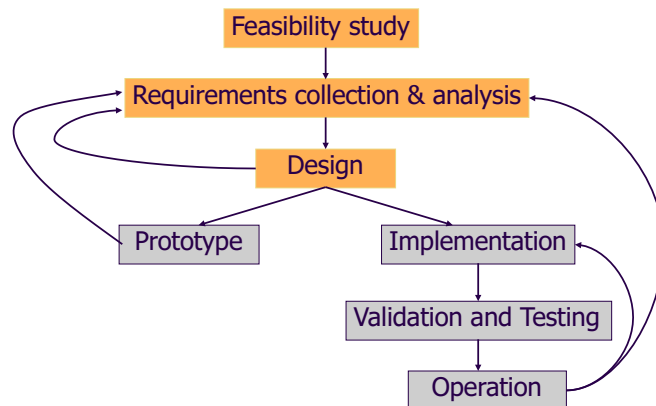 Feasibility study
Requirements collection & analysis
Design
Prototype
Implementation
Validation and Testing
Operation